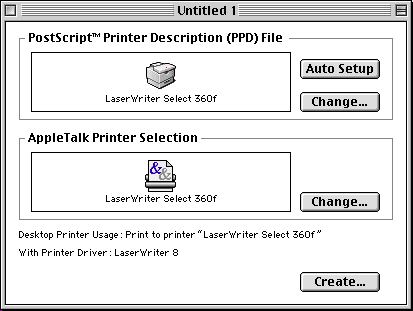 Untitled 1
PostScript™ Printer Description (PPD) File
LaserWriter Select 360f
Auto Setup
Change...
AppleTalk Printer Selection
&&
LaserWriter Select 360f
Change...
Desktop Printer Usage : Print to printer “LaserWriter Select 360f”
With Printer Driver : LaserWriter 8
Create...